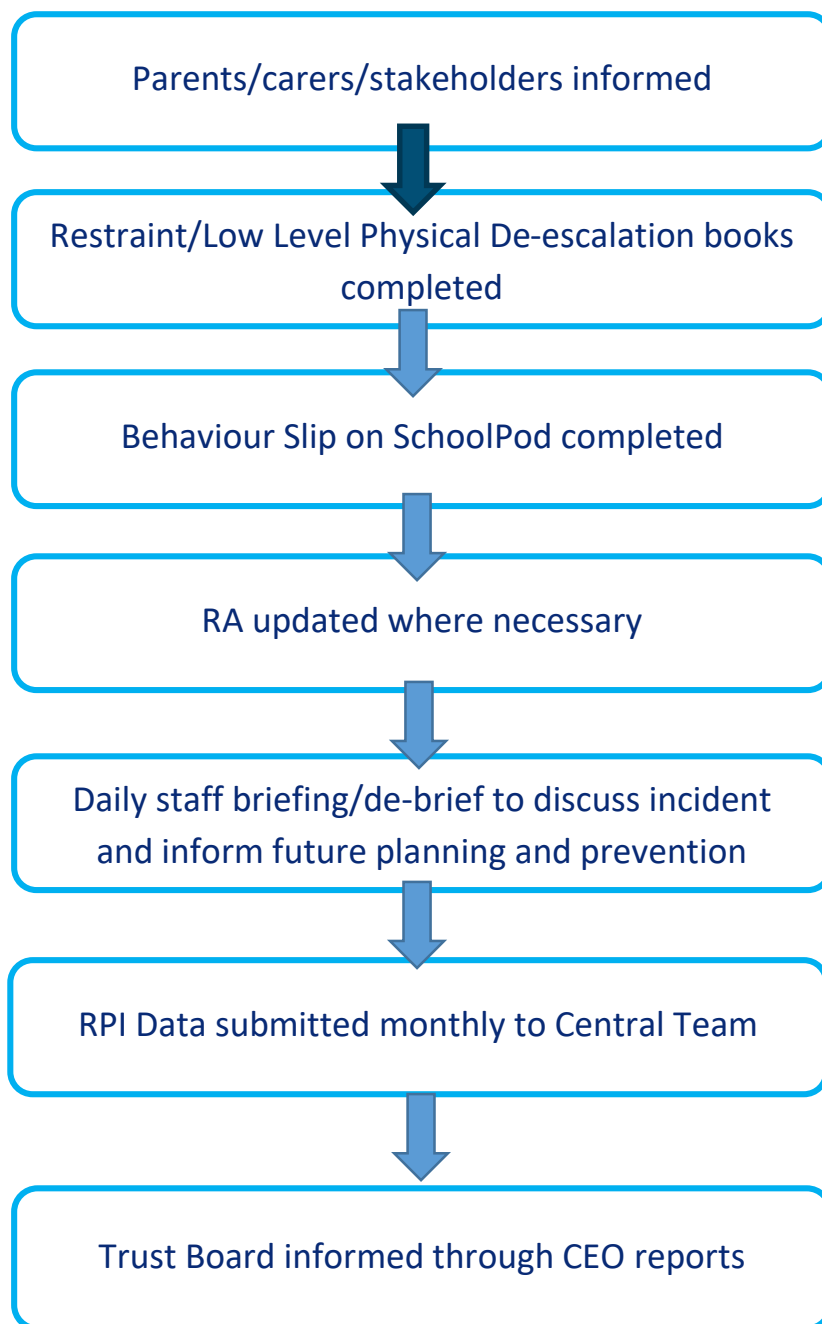 Parents/carers/stakeholders informed
Restraint/Low Level Physical De-escalation books
completed
Behaviour Slip on SchoolPod completed
RA updated where necessary
Daily staff briefing/de-brief to discuss incident
and inform future planning and prevention
RPI Data submitted monthly to Central Team
Trust Board informed through CEO reports